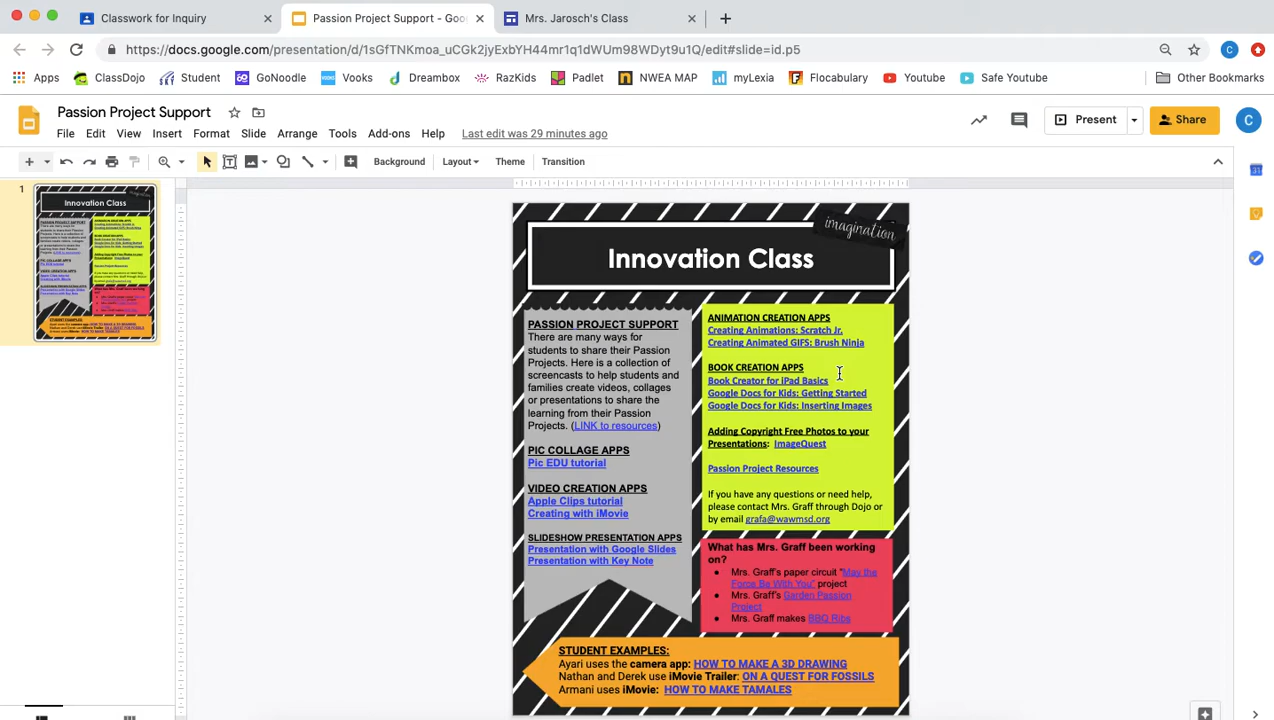 Classwork for Inquiry
Passion Project Support - Goo
Mrs. Jarosch's Class
https://docs.google.com/presentation/d/1sGfTNKmoa_uCGk2jyExbYH44mr1q1dWUm98WDyt9u1Q/edit#slide=id.p5
C
Apps
ClassDojo
Student
GoNoodle
Vooks
Dreambox
RazKids
Padlet
NWEA MAP
myLexia
Flocabulary
Youtube
Safe Youtube
Other Bookmarks
Passion Project Support
File Edit View Insert Format Slide Arrange Tools Add-ons Help Last edit was 29 minutes ago
Present
Share
C
Background Layout Theme Transition
1
Innovation Class
imagination
Innovation Class
PASSION PROJECT SUPPORT
There are many ways for
students to share their Passion
Projects. Here is a collection of
screencasts to help students and
families create videos, collages
or presentations to share the
learning from their Passion
Projects. (LINK to resources)
PIC COLLAGE APPS
Pic EDU tutorial
VIDEO CREATION APPS
Apple Clips tutorial
Creating with iMovie
SLIDESHOW PRESENTATION APPS
Presentation with Google Slides
Presentation with Key Note
ANIMATION CREATION APPS
Creating Animations: Scratch Jr.
Creating Animated GIFS: Brush Ninja
BOOK CREATION APPS
Book Creator for iPad Basics
Google Docs for Kids: Getting Started
Google Docs for Kids: Inserting Images
Adding Copyright Free Photos to your
Presentations: ImageQuest
Passion Project Resources
If you have any questions or need help,
please contact Mrs. Graff through Dojo or
by email grafa@wawmsd.org
What has Mrs. Graff been working
on?
● Mrs. Graff's paper circuit "May the
Force Be With You" project
● Mrs. Graff's Garden Passion
Project
● Mrs. Graff makes BBQ Ribs
STUDENT EXAMPLES:
Ayari uses the camera app: HOW TO MAKE A 3D DRAWING
Nathan and Derek use iMovie Trailer: ON A QUEST FOR FOSSILS
Armani uses iMovie: HOW TO MAKE TAMALES